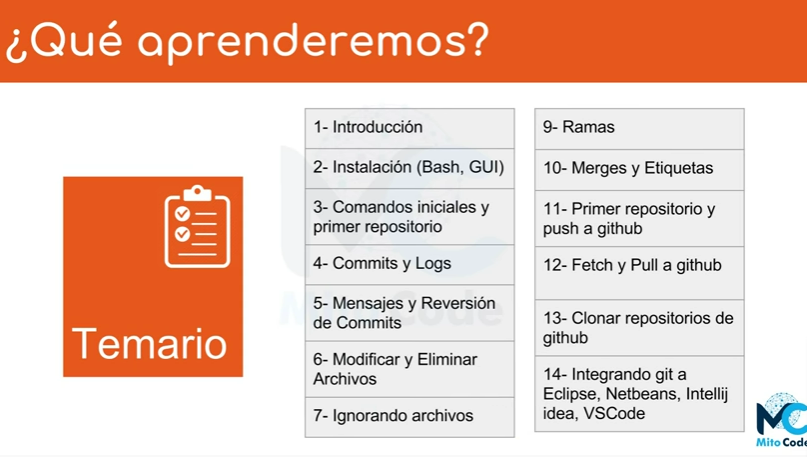 ¿Qué aprenderemos?
Temario
1- Introducción
2- Instalación (Bash, GUI)
3- Comandos iniciales y
primer repositorio
4- Commits y Logs
5- Mensajes y Reversión
de Commits
6- Modificar y Eliminar
Archivos
7- Ignorando archivos
9- Ramas
10- Merges y Etiquetas
11- Primer repositorio y
push a github
12- Fetch y Pull a github
13- Clonar repositorios de
github
14- Integrando git a
Eclipse, Netbeans, Intellij
idea, VSCode
MitoCode
MC
Mito Code